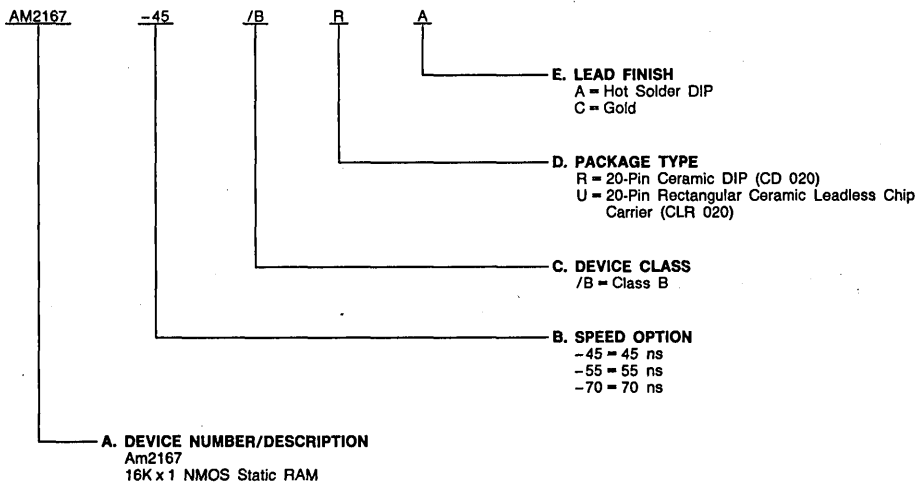 AM2167 -45 /B R A
E. LEAD FINISH
A = Hot Solder DIP
C = Gold
D. PACKAGE TYPE
R = 20-Pin Ceramic DIP (CD 020)
U = 20-Pin Rectangular Ceramic Leadless Chip
Carrier (CLR 020)
C. DEVICE CLASS
/B = Class B
B. SPEED OPTION
-45 = 45 ns
-55 = 55 ns
-70 = 70 ns
A. DEVICE NUMBER/DESCRIPTION
Am2167
16K x 1 NMOS Static RAM